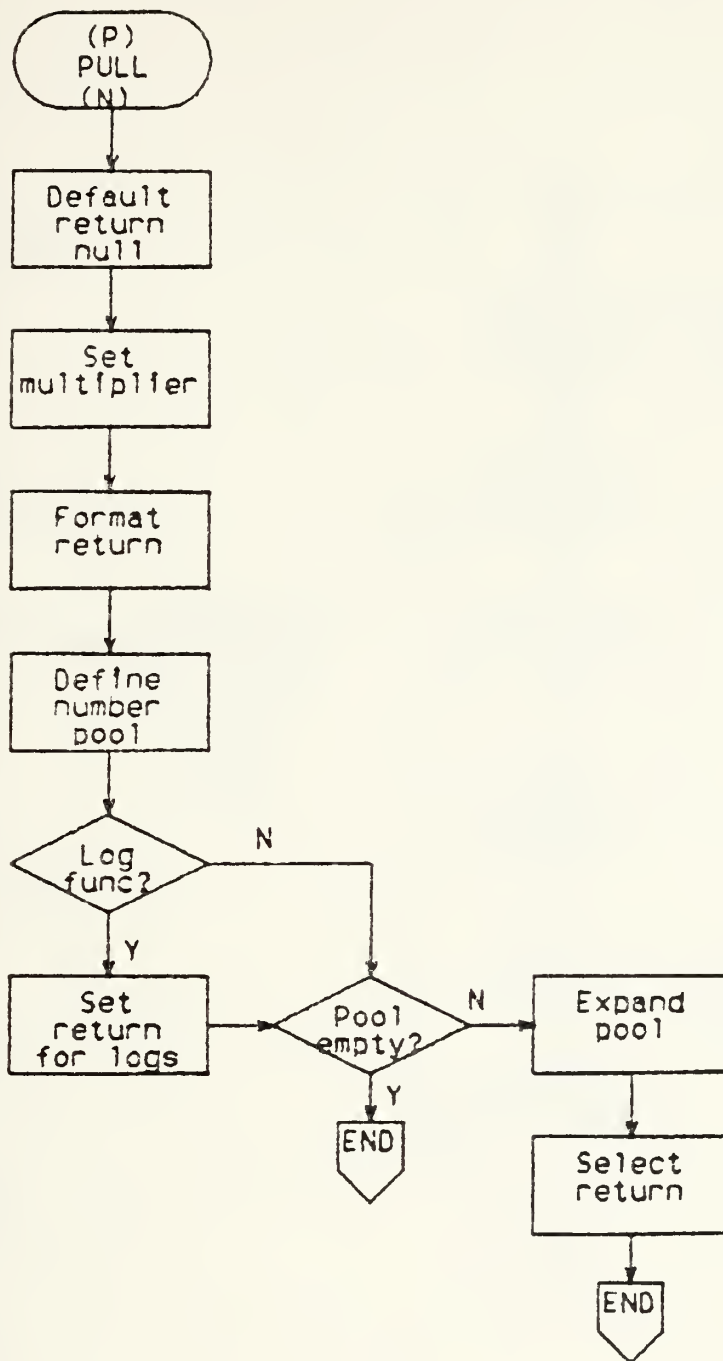 (P)
PULL
(N)
Default
return
null
Set
multiplier
Format
return
Define
number
pool
Log
func?
N
Y
Set
return
for logs
Pool
empty?
N
Y
Expand
pool
END
Select
return
END